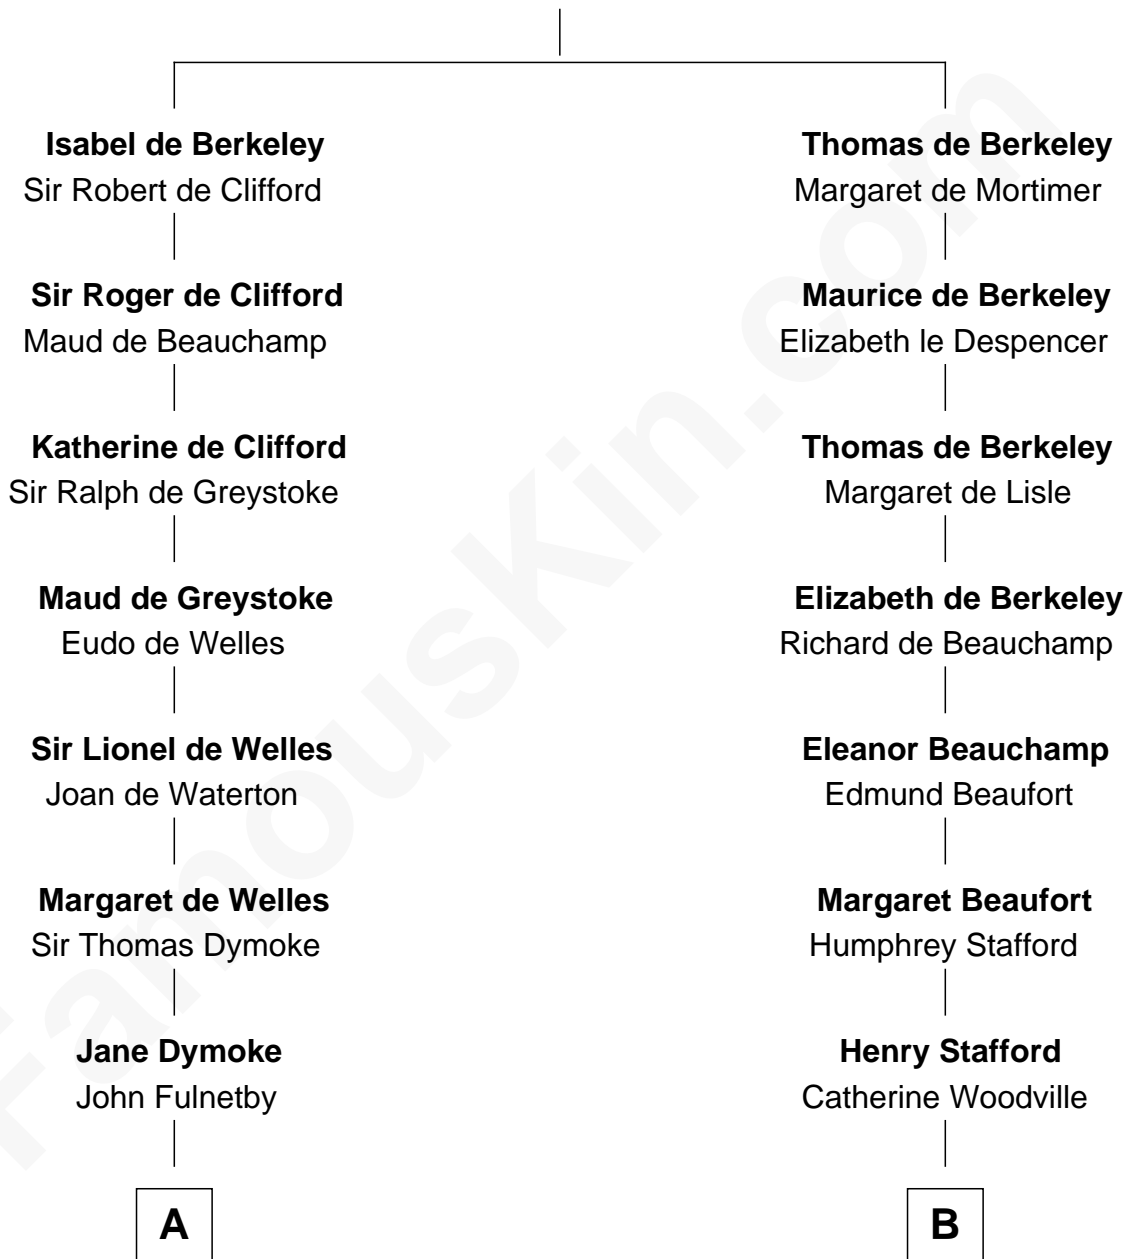 Isabel de Berkeley
Sir Robert de Clifford
Sir Roger de Clifford
Maud de Beauchamp
Katherine de Clifford
Sir Ralph de Greystoke
Maud de Greystoke
Eudo de Welles
Sir Lionel de Welles
Joan de Waterton
Margaret de Welles
Sir Thomas Dymoke
Jane Dymoke
John Fulnetby
A
Thomas de Berkeley
Margaret de Mortimer
Maurice de Berkeley
Elizabeth le Despencer
Thomas de Berkeley
Margaret de Lisle
Elizabeth de Berkeley
Richard de Beauchamp
Eleanor Beauchamp
Edmund Beaufort
Margaret Beaufort
Humphrey Stafford
Henry Stafford
Catherine Woodville
B
FamousKin.com